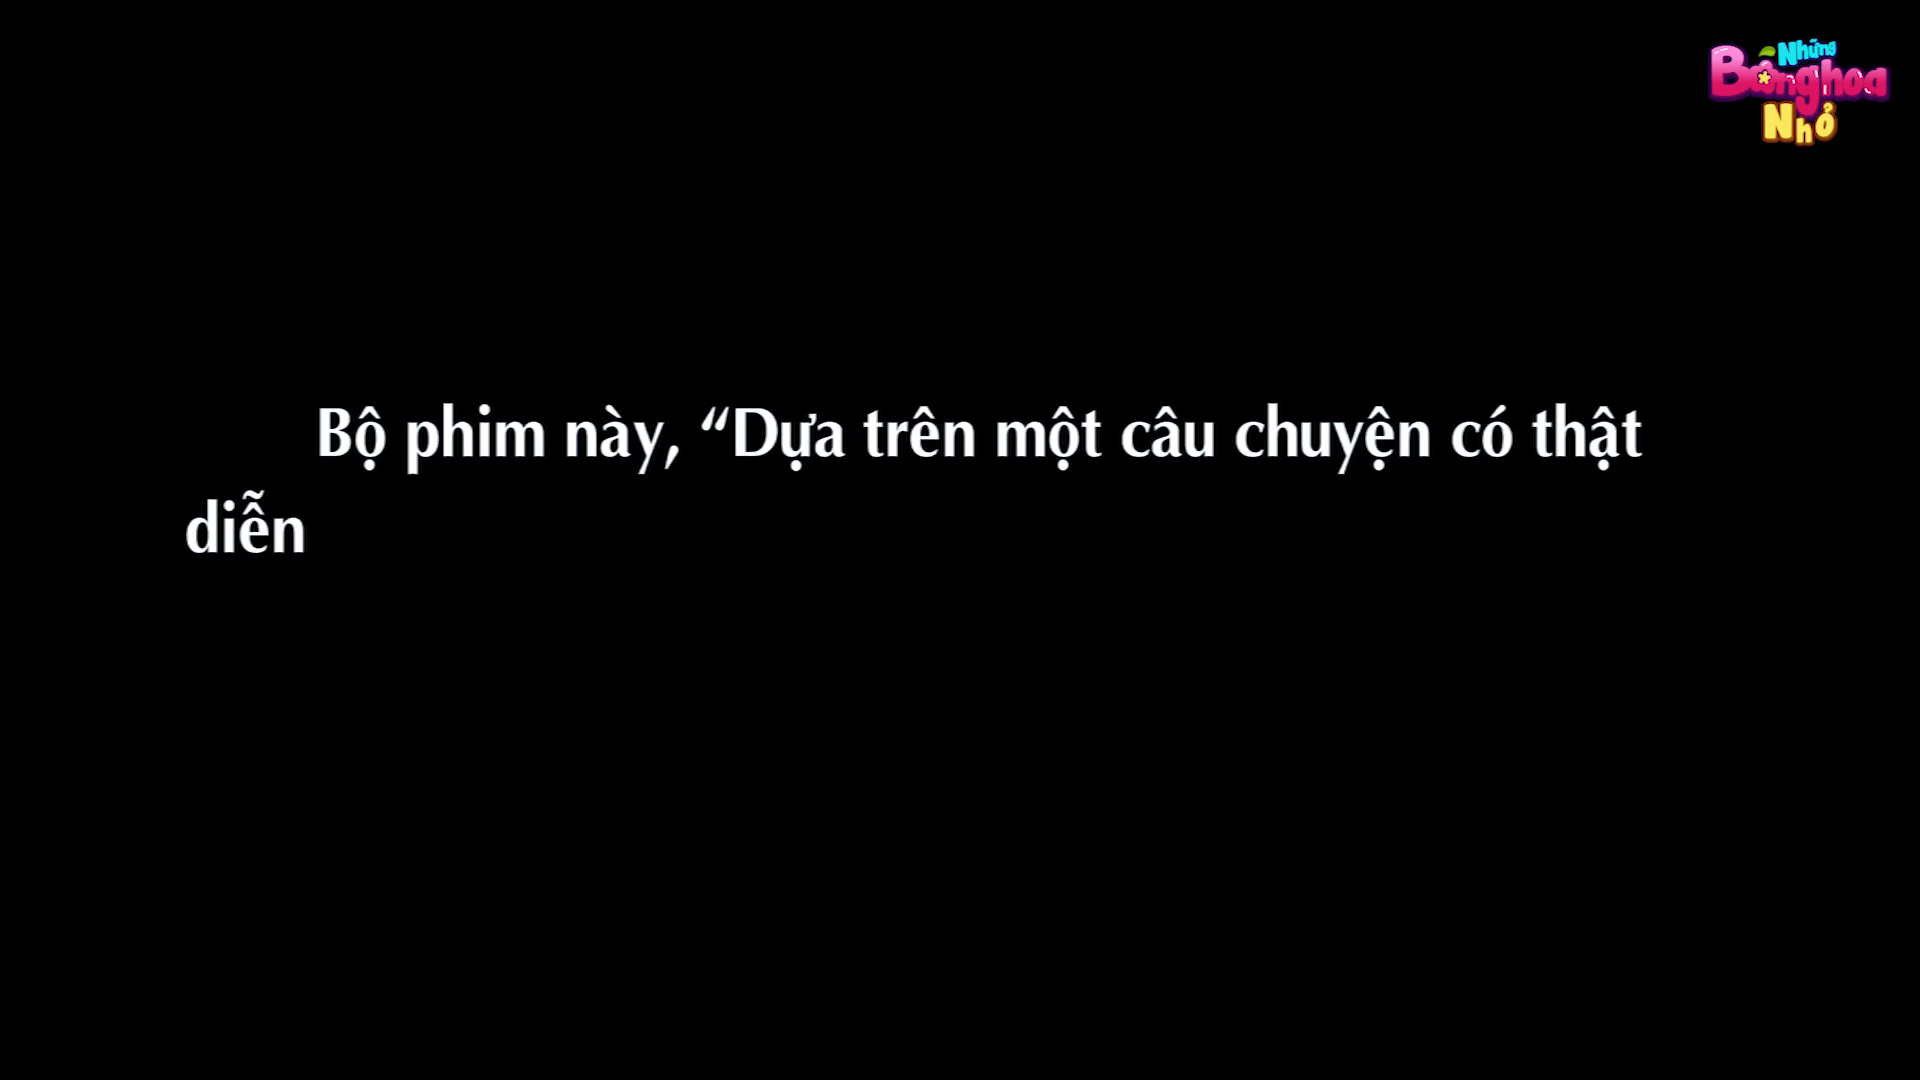 Những
Bông hoa
Nhỏ
Bộ phim này, “Dựa trên một câu chuyện có thật
diễn